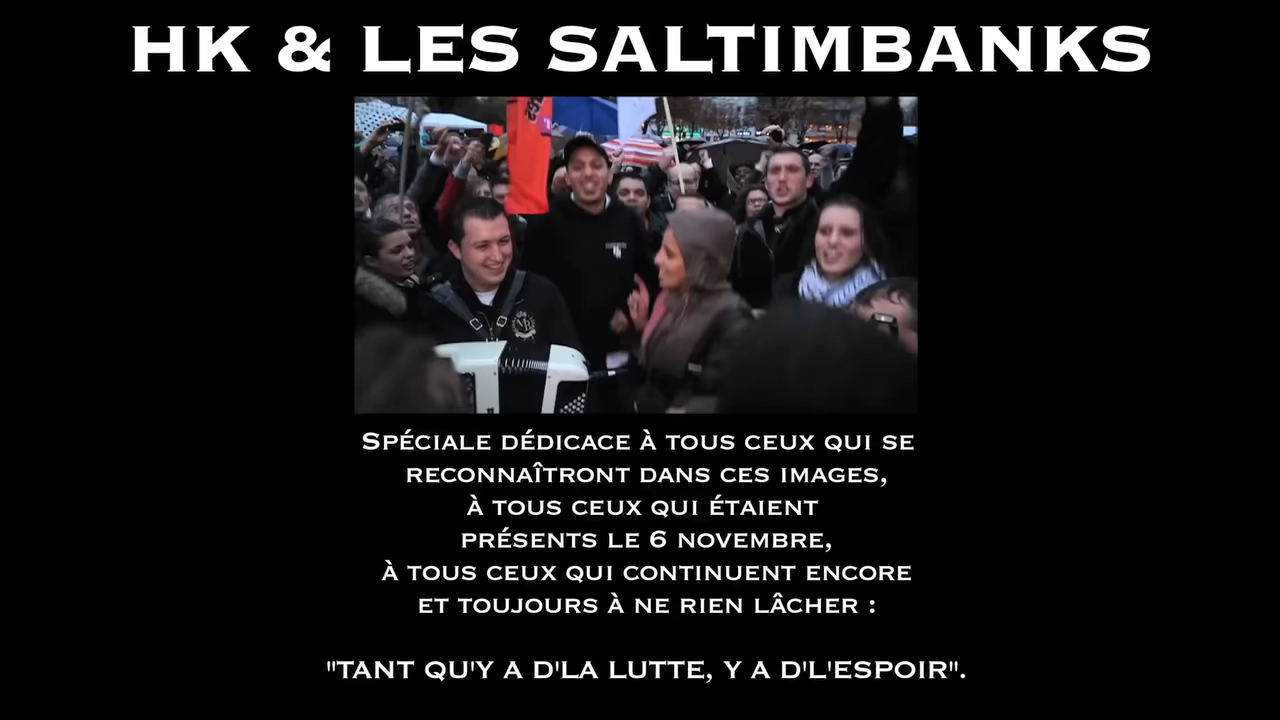 HK & LES SALTIMBANKS
SPÉCIALE DÉDICACE À TOUS CEUX QUI SE
RECONNAÎTRONT DANS CES IMAGES,
À TOUS CEUX QUI ÉTAIENT
PRÉSENTS LE 6 NOVEMBRE,
À TOUS CEUX QUI CONTINUENT ENCORE
ET TOUJOURS À NE RIEN LÂCHER :
"TANT QU'Y A D'LA LUTTE, Y A D'L'ESPOIR".